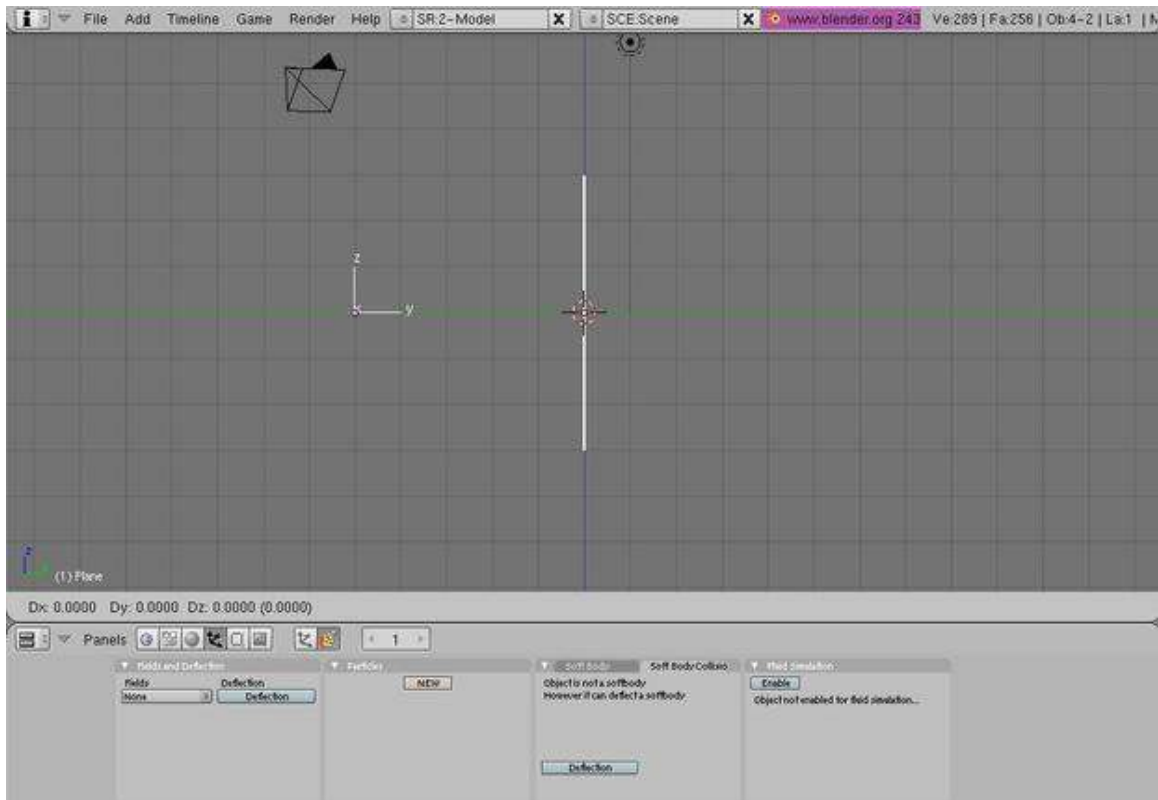 File Add Timeline Game Render Help SR:2-Model X SCE:Scene X www.blender.org 243 Ve:289 | Fa:256 | Ob:4-2 | La:1 |
z
x y
z
(1) Plane
Dx: 0.0000 Dy: 0.0000 Dz: 0.0000 (0.0000)
Panels 1
Fields and Deflection Particles Soft Body Soft Body Collisio Fluid Simulation
Fields Deflection NEW Object is not a softbody Enable
None Deflection However it can deflect a softbody Object not enabled for fluid simulation...
Deflection